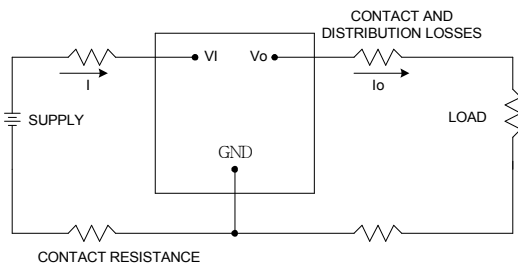 CONTACT AND
DISTRIBUTION LOSSES
VI
Vo
I
Io
SUPPLY
LOAD
GND
CONTACT RESISTANCE